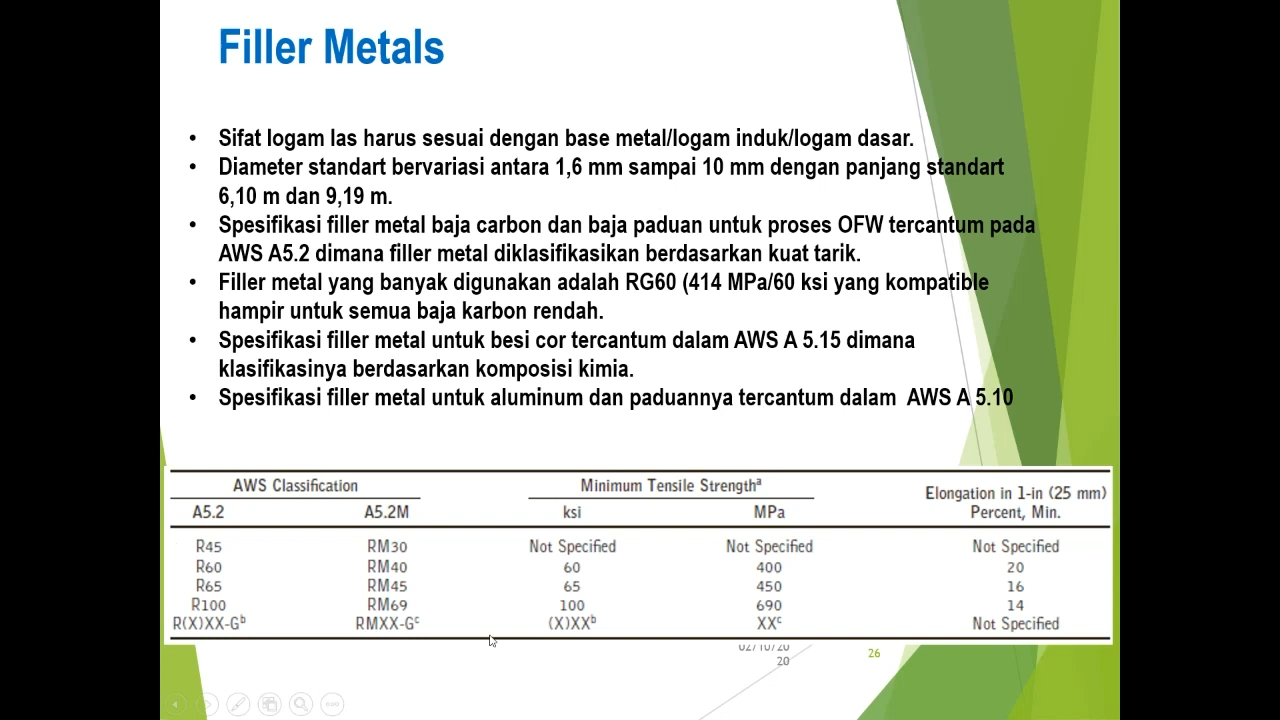 Filler Metals
• Sifat logam las harus sesuai dengan base metal/logam induk/logam dasar.
• Diameter standart bervariasi antara 1,6 mm sampai 10 mm dengan panjang standart
6,10 m dan 9,19 m.
• Spesifikasi filler metal baja carbon dan baja paduan untuk proses OFW tercantum pada
AWS A5.2 dimana filler metal diklasifikasikan berdasarkan kuat tarik.
• Filler metal yang banyak digunakan adalah RG60 (414 MPa/60 ksi yang kompatible
hampir untuk semua baja karbon rendah.
• Spesifikasi filler metal untuk besi cor tercantum dalam AWS A 5.15 dimana
klasifikasinya berdasarkan komposisi kimia.
• Spesifikasi filler metal untuk aluminum dan paduannya tercantum dalam  AWS A 5.10
AWS Classification Minimum Tensile Strengthᵃ Elongation in 1-in (25 mm)
A5.2 A5.2M ksi MPa Percent, Min.
R45 RM30 Not Specified Not Specified Not Specified
R60 RM40 60 400 20
R65 RM45 65 450 16
R100 RM69 100 690 14
R(X)XX-Gᵇ RMXX-Gᶜ (X)XXᵇ XXᶜ Not Specified
02/10/20
20
26